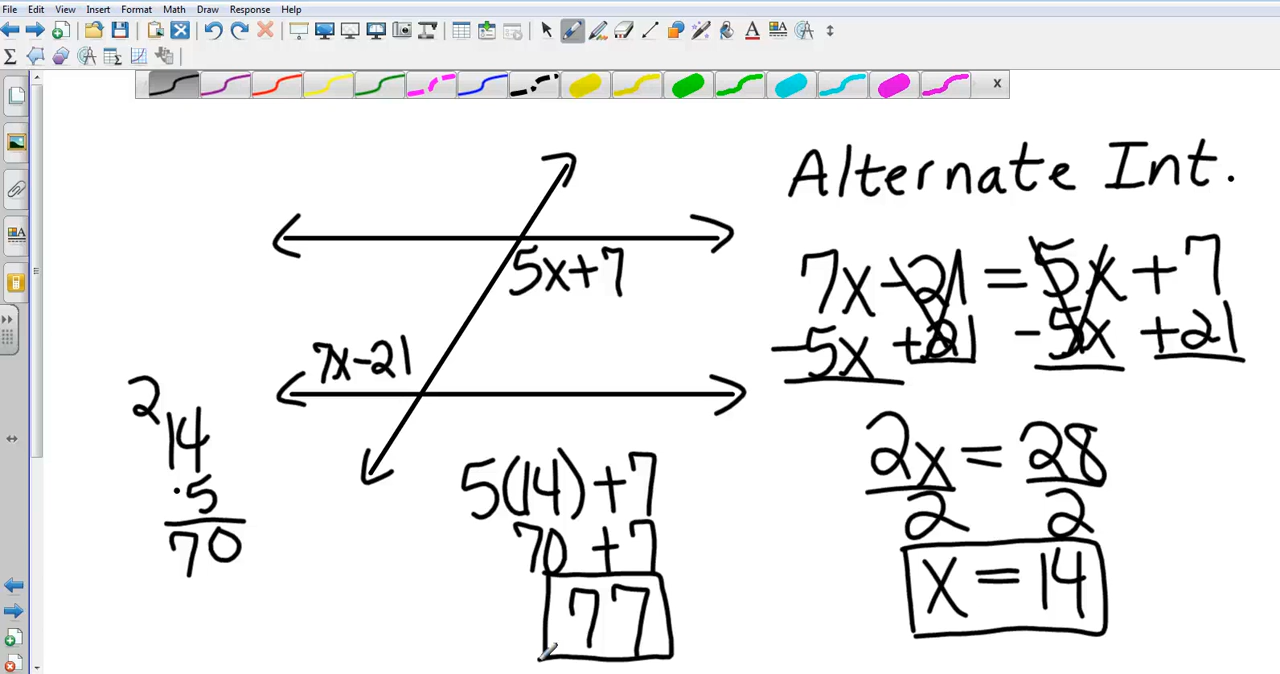 File Edit View Insert Format Math Draw Response Help
x
Alternate Int.
5x+7
7x-21
7x-21=5x+7
-5x +21 -5x +21
2x=28
2 2
x=14
2
14
·5
70
5(14)+7
70+7
77